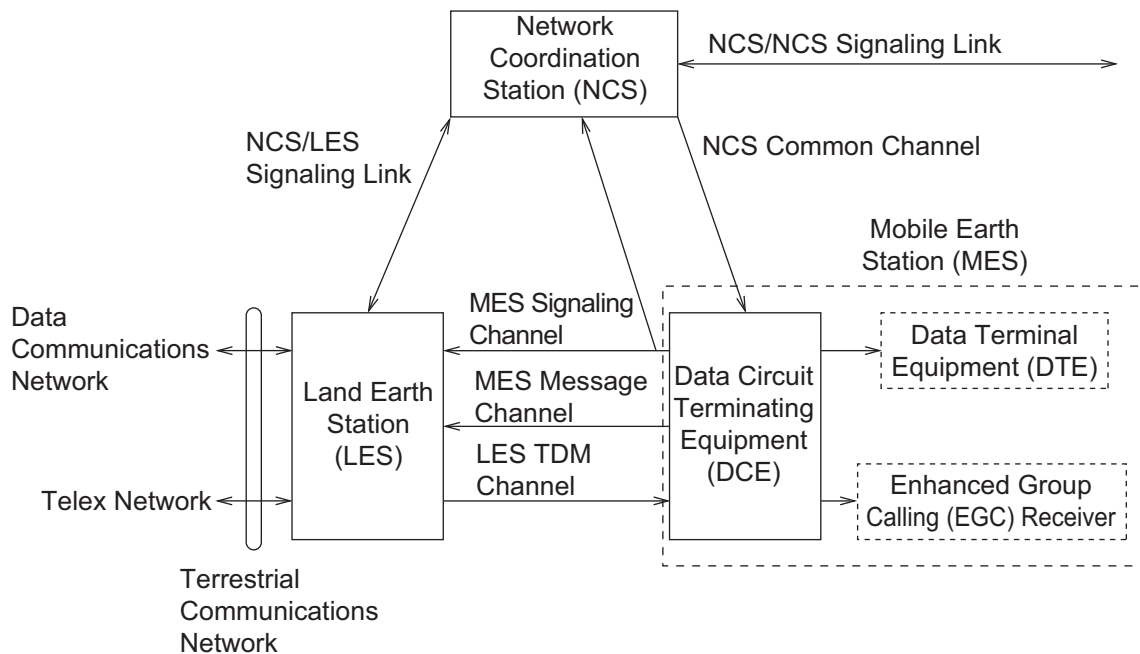 Network
Coordination
Station (NCS)
NCS/NCS Signaling Link
NCS/LES
Signaling Link
NCS Common Channel
Mobile Earth
Station (MES)
Data
Communications
Network
Telex Network
Terrestrial
Communications
Network
Land Earth
Station
(LES)
MES Signaling
Channel
MES Message
Channel
LES TDM
Channel
Data Circuit
Terminating
Equipment
(DCE)
Data Terminal
Equipment (DTE)
Enhanced Group
Calling (EGC) Receiver